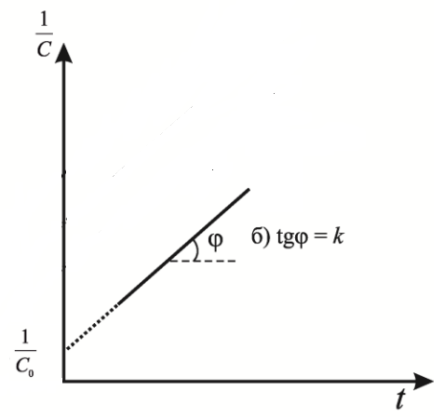 1/C
φ
б) tgφ = k
1/C₀
t